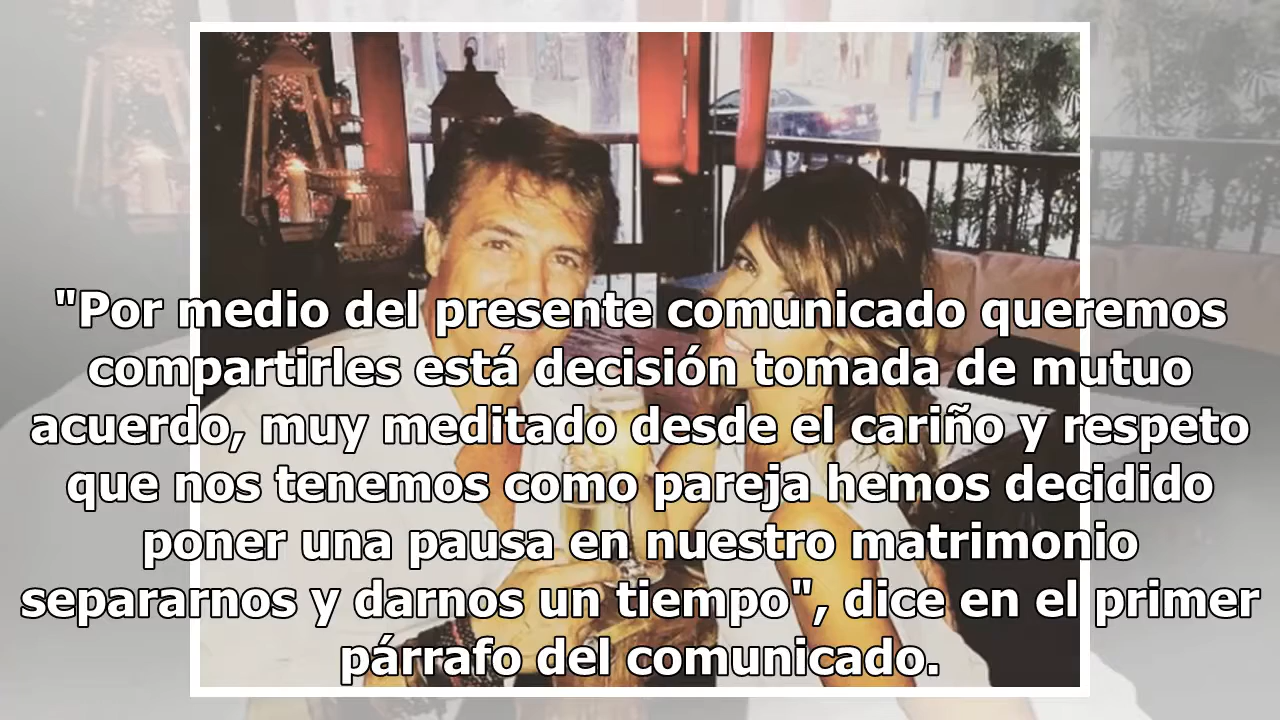 "Por medio del presente comunicado queremos
compartirles está decisión tomada de mutuo
acuerdo, muy meditado desde el cariño y respeto
que nos tenemos como pareja hemos decidido
poner una pausa en nuestro matrimonio
separarnos y darnos un tiempo", dice en el primer
párrafo del comunicado.